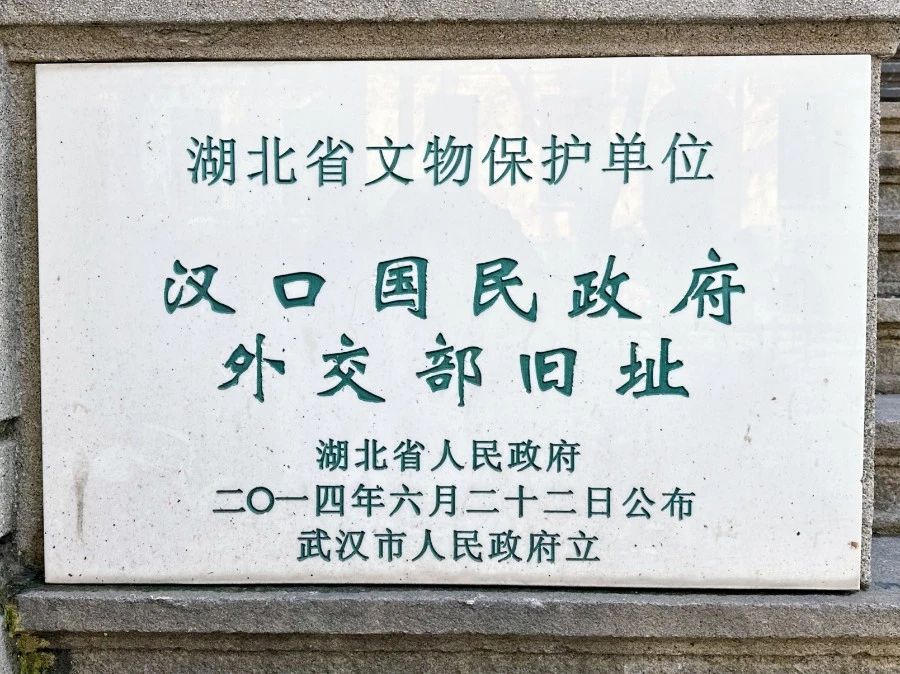 湖北省文物保护单位
汉口国民政府
外交部旧址
湖北省人民政府
二〇一四年六月二十二日公布
武汉市人民政府立